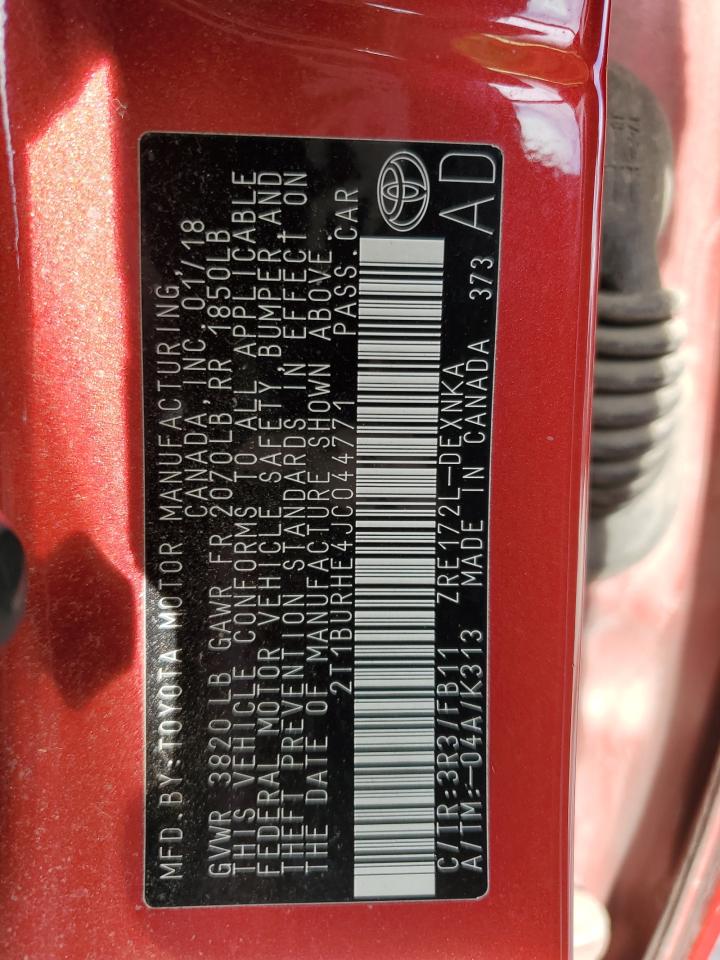 MFD.BY:TOYOTA MOTOR MANUFACTURING,
CANADA,INC.01/18
GVWR 3820LB GAWR FR 2070LB,RR 1850LB
THIS VEHICLE CONFORMS TO ALL APPLICABLE
FEDERAL MOTOR VEHICLE SAFETY,BUMPER,AND
THEFT PREVENTION STANDARDS IN EFFECT ON
THE DATE OF MANUFACTURE SHOWN ABOVE.
2T1BURHE4JC044771 PASS.CAR
C/TR:3R3/FB11 ZRE172L-DEXNKA AD
A/TM:-04A/K313 MADE IN CANADA 373